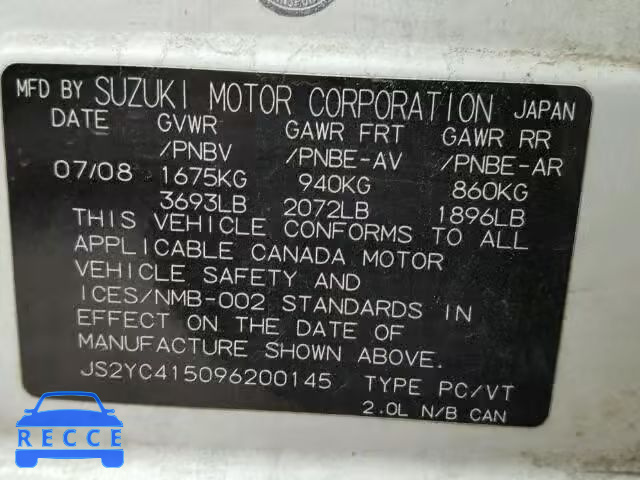 MFD BY SUZUKI MOTOR CORPORATION JAPAN
DATE GVWR GAWR FRT GAWR RR
/PNBV /PNBE-AV /PNBE-AR
07/08 1675KG 940KG 860KG
3693LB 2072LB 1896LB
THIS VEHICLE CONFORMS TO ALL
APPLICABLE CANADA MOTOR
VEHICLE SAFETY AND
ICES/NMB-002 STANDARDS IN
EFFECT ON THE DATE OF
MANUFACTURE SHOWN ABOVE.
JS2YC415096200145 TYPE PC/VT
2.0L N/B CAN
RECCE